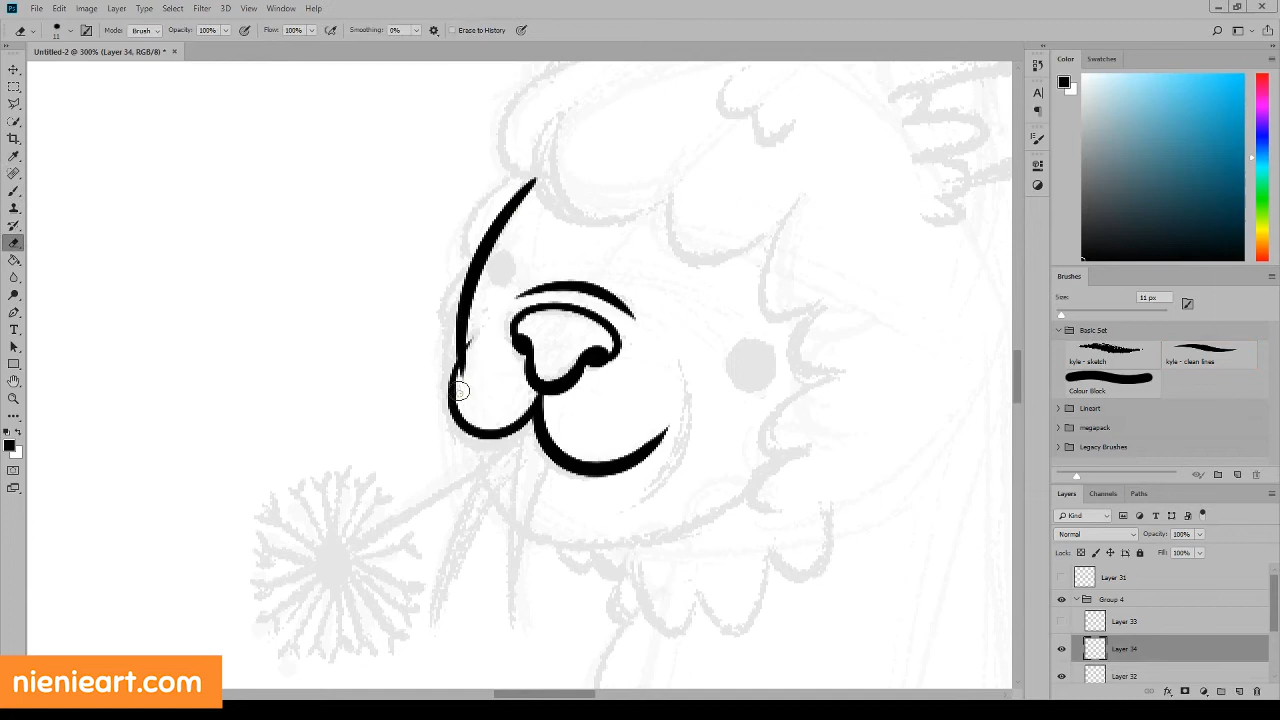 Ps File Edit Image Layer Type Select Filter 3D View Window Help
11 Mode: Brush Opacity: 100% Flow: 100% Smoothing: 0% Erase to History
Untitled-2 @ 300% (Layer 34, RGB/8) *
Color Swatches
Brushes
Size: 11 px
Basic Set
kyle - sketch kyle - clean lines
Colour Block
Lineart
megapack
Legacy Brushes
Layers Channels Paths
Kind
Normal Opacity: 100%
Lock: Fill: 100%
Layer 31
Group 4
Layer 33
Layer 34
Layer 32
nienieart.com